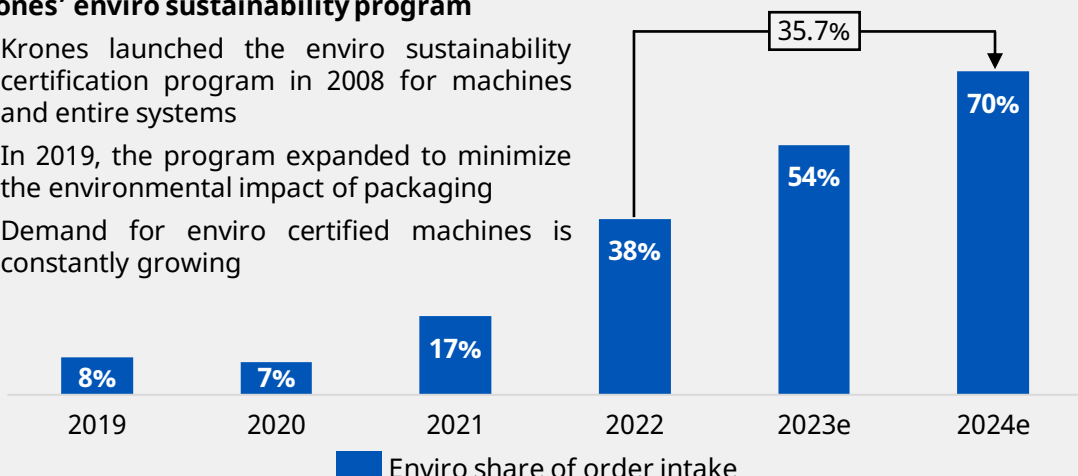 ones' enviro sustainability program
Krones launched the enviro sustainability
certification program in 2008 for machines
and entire systems
In 2019, the program expanded to minimize
the environmental impact of packaging
Demand for enviro certified machines is
constantly growing
35.7%
8%
7%
17%
38%
54%
70%
2019 2020 2021 2022 2023e 2024e
Enviro share of order intake